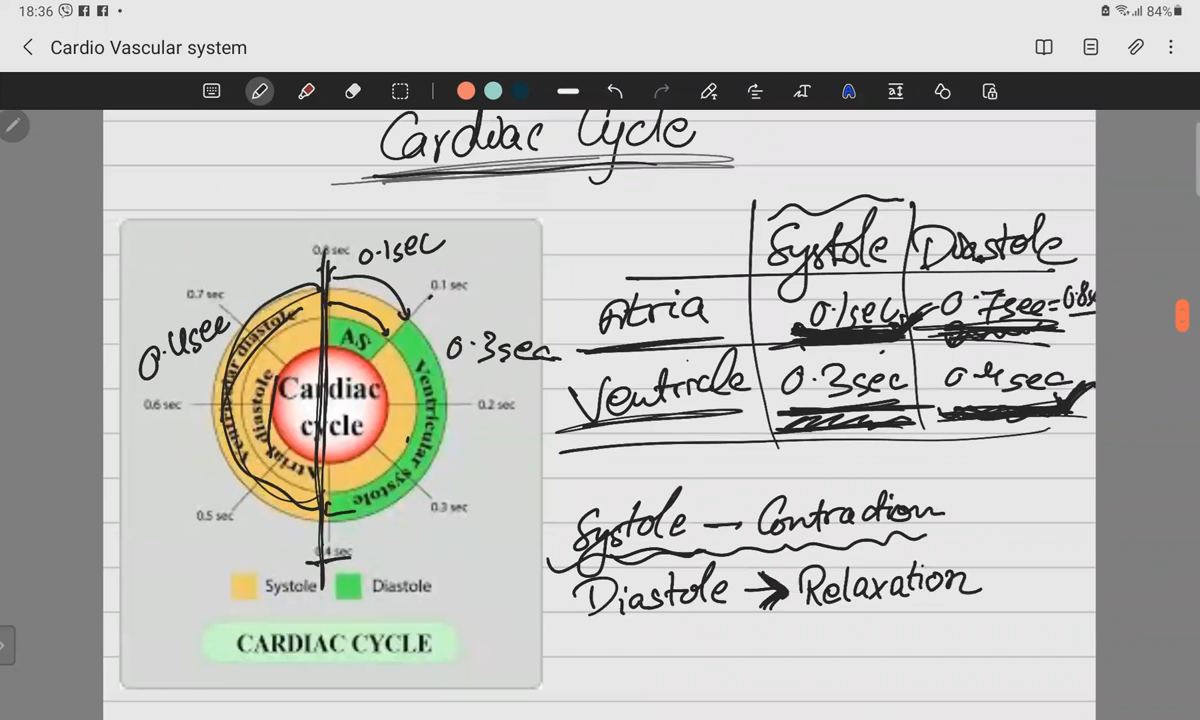 18:36
84%
Cardio Vascular system
Cardiac Cycle
0.8 sec
0.1sec
0.1 sec
0.7 sec
0.4sec
0.3sec
AS
Ventricular diastole
Atrial diastole
Ventricular systole
Cardiac
cycle
0.6 sec
0.2 sec
0.5 sec
0.3 sec
0.4 sec
Systole
Diastole
CARDIAC CYCLE
Systole Diastole
Atria 0.1sec 0.7sec=
Ventricle 0.3sec 0.4sec
Systole — Contraction
Diastole → Relaxation